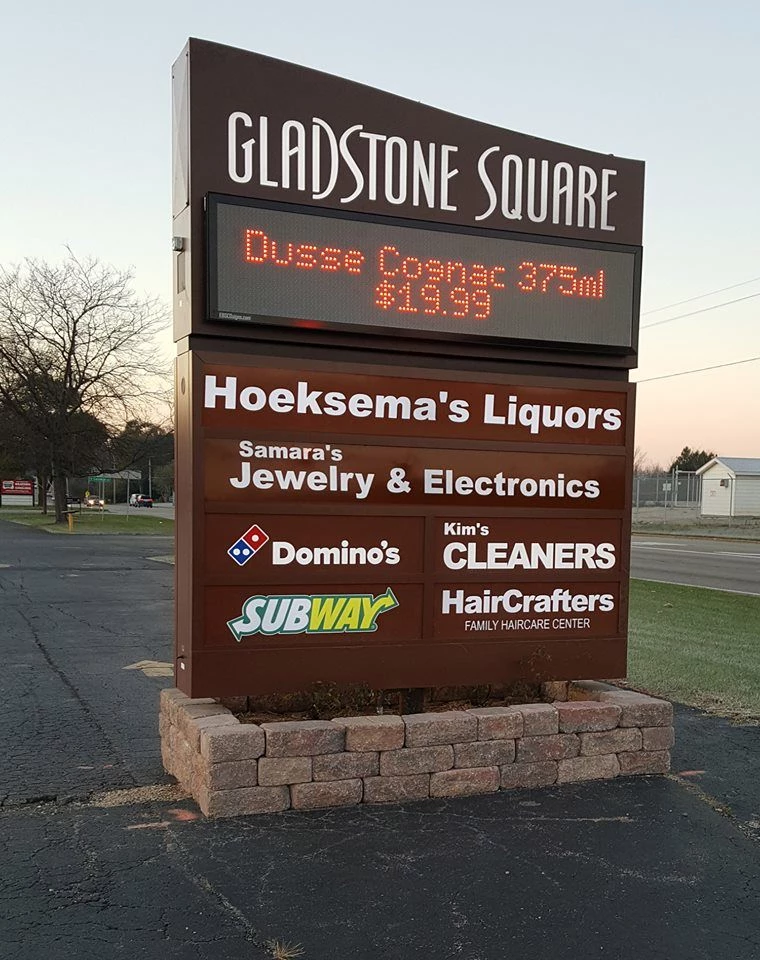 GLADSTONE SQUARE
Dusse Cognac 375ml
$19.99
Hoeksema's Liquors
Samara's
Jewelry & Electronics
Domino's
Kim's
CLEANERS
SUBWAY
HairCrafters
FAMILY HAIRCARE CENTER